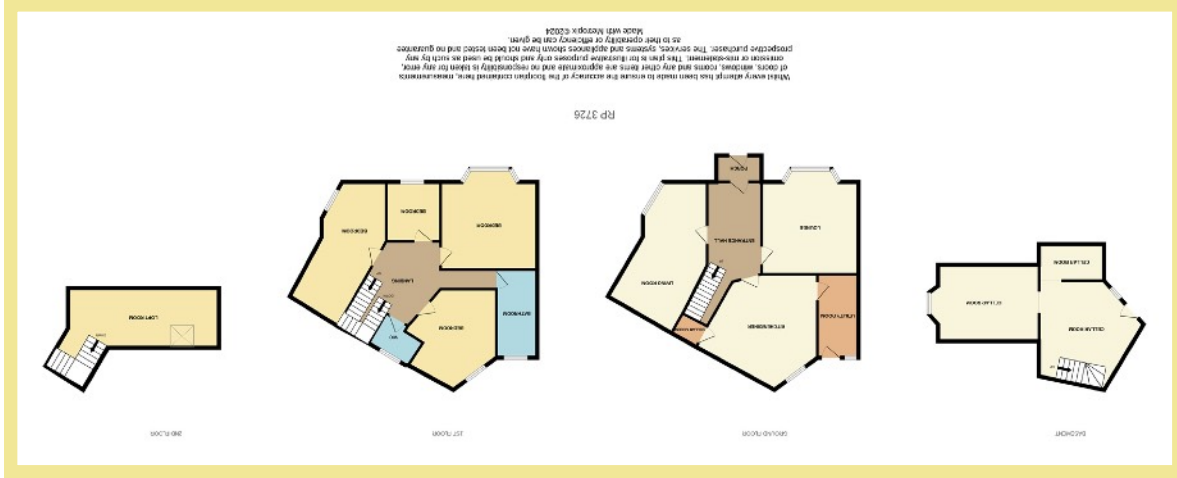 BASEMENT
GROUND FLOOR
1ST FLOOR
2ND FLOOR
UP
CELLAR ROOM
CELLAR ROOM
CELLAR ROOM
UTILITY ROOM
KITCHEN/DINER
LIVING ROOM
UP
LOUNGE
ENTRANCE HALL
PORCH
BATHROOM
BEDROOM
WC
DOWN
LANDING
UP
BEDROOM
BEDROOM
BEDROOM
DOWN
LOFT ROOM
RP 3726
Whilst every attempt has been made to ensure the accuracy of the floorplan contained here, measurements
of doors, windows, rooms and any other items are approximate and no responsibility is taken for any error,
omission or mis-statement. This plan is for illustrative purposes only and should be used as such by any
prospective purchaser. The services, systems and appliances shown have not been tested and no guarantee
as to their operability or efficiency can be given.
Made with Metropix ©2024